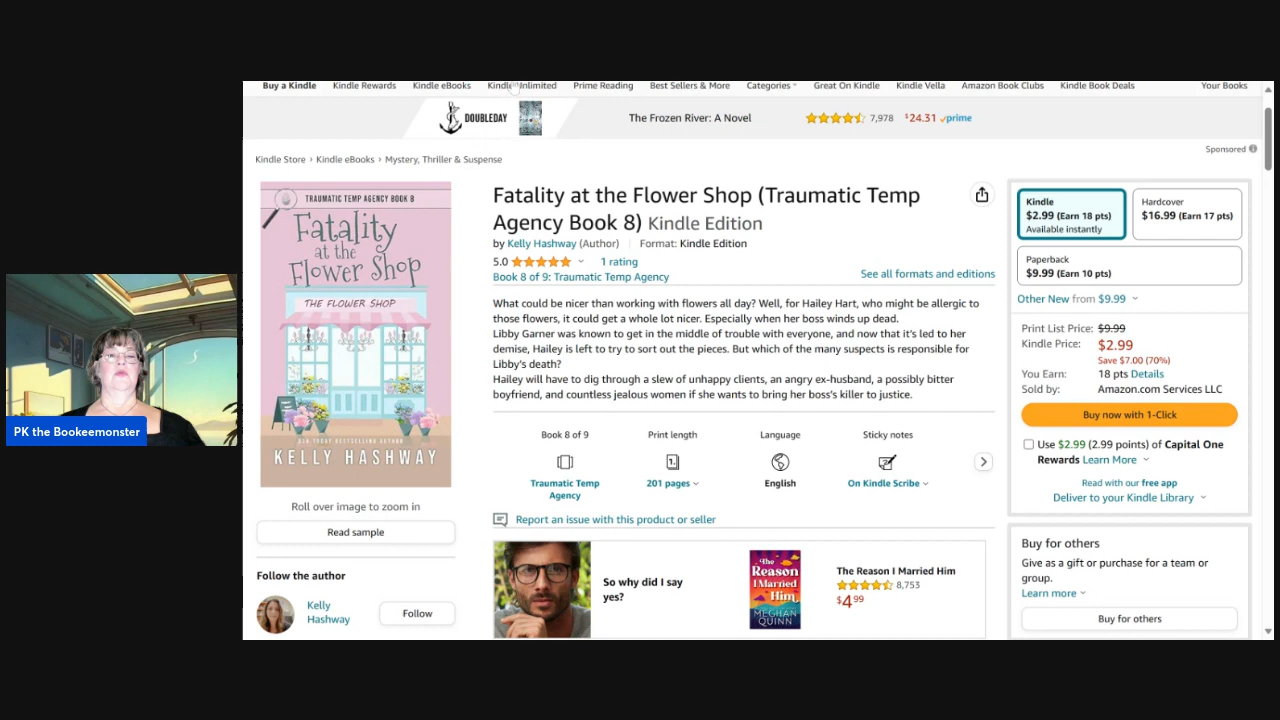 Buy a Kindle Kindle Rewards Kindle eBooks Kindle Unlimited Prime Reading Best Sellers & More Categories Great On Kindle Kindle Vella Amazon Book Clubs Kindle Book Deals Your Books
DOUBLEDAY The Frozen River: A Novel 7,978 $24.31 prime
Sponsored
Kindle Store › Kindle eBooks › Mystery, Thriller & Suspense
TRAUMATIC TEMP AGENCY BOOK 8
Fatality
at the
Flower Shop
THE FLOWER SHOP
USA TODAY BESTSELLING AUTHOR
KELLY HASHWAY
Roll over image to zoom in
Read sample
Follow the author
Kelly
Hashway
Follow
Fatality at the Flower Shop (Traumatic Temp
Agency Book 8) Kindle Edition
by Kelly Hashway (Author) Format: Kindle Edition
5.0 1 rating
Book 8 of 9: Traumatic Temp Agency
See all formats and editions
What could be nicer than working with flowers all day? Well, for Hailey Hart, who might be allergic to
those flowers, it could get a whole lot nicer. Especially when her boss winds up dead.
Libby Garner was known to get in the middle of trouble with everyone, and now that it's led to her
demise, Hailey is left to try to sort out the pieces. But which of the many suspects is responsible for
Libby's death?
Hailey will have to dig through a slew of unhappy clients, an angry ex-husband, a possibly bitter
boyfriend, and countless jealous women if she wants to bring her boss's killer to justice.
Book 8 of 9 Print length Language Sticky notes
Traumatic Temp
Agency
201 pages
English
On Kindle Scribe
Report an issue with this product or seller
So why did I say
yes?
The
Reason
I Married
Him
MEGHAN
QUINN
The Reason I Married Him
8,753
$4 99
Kindle
$2.99 (Earn 18 pts)
Available instantly
Hardcover
$16.99 (Earn 17 pts)
Paperback
$9.99 (Earn 10 pts)
Other New from $9.99
Print List Price: $9.99
Kindle Price: $2.99
Save $7.00 (70%)
You Earn: 18 pts Details
Sold by: Amazon.com Services LLC
Buy now with 1-Click
Use $2.99 (2.99 points) of Capital One
Rewards Learn More
Read with our free app
Deliver to your Kindle Library
Buy for others
Give as a gift or purchase for a team or
group.
Learn more
Buy for others
PK the Bookeemonster